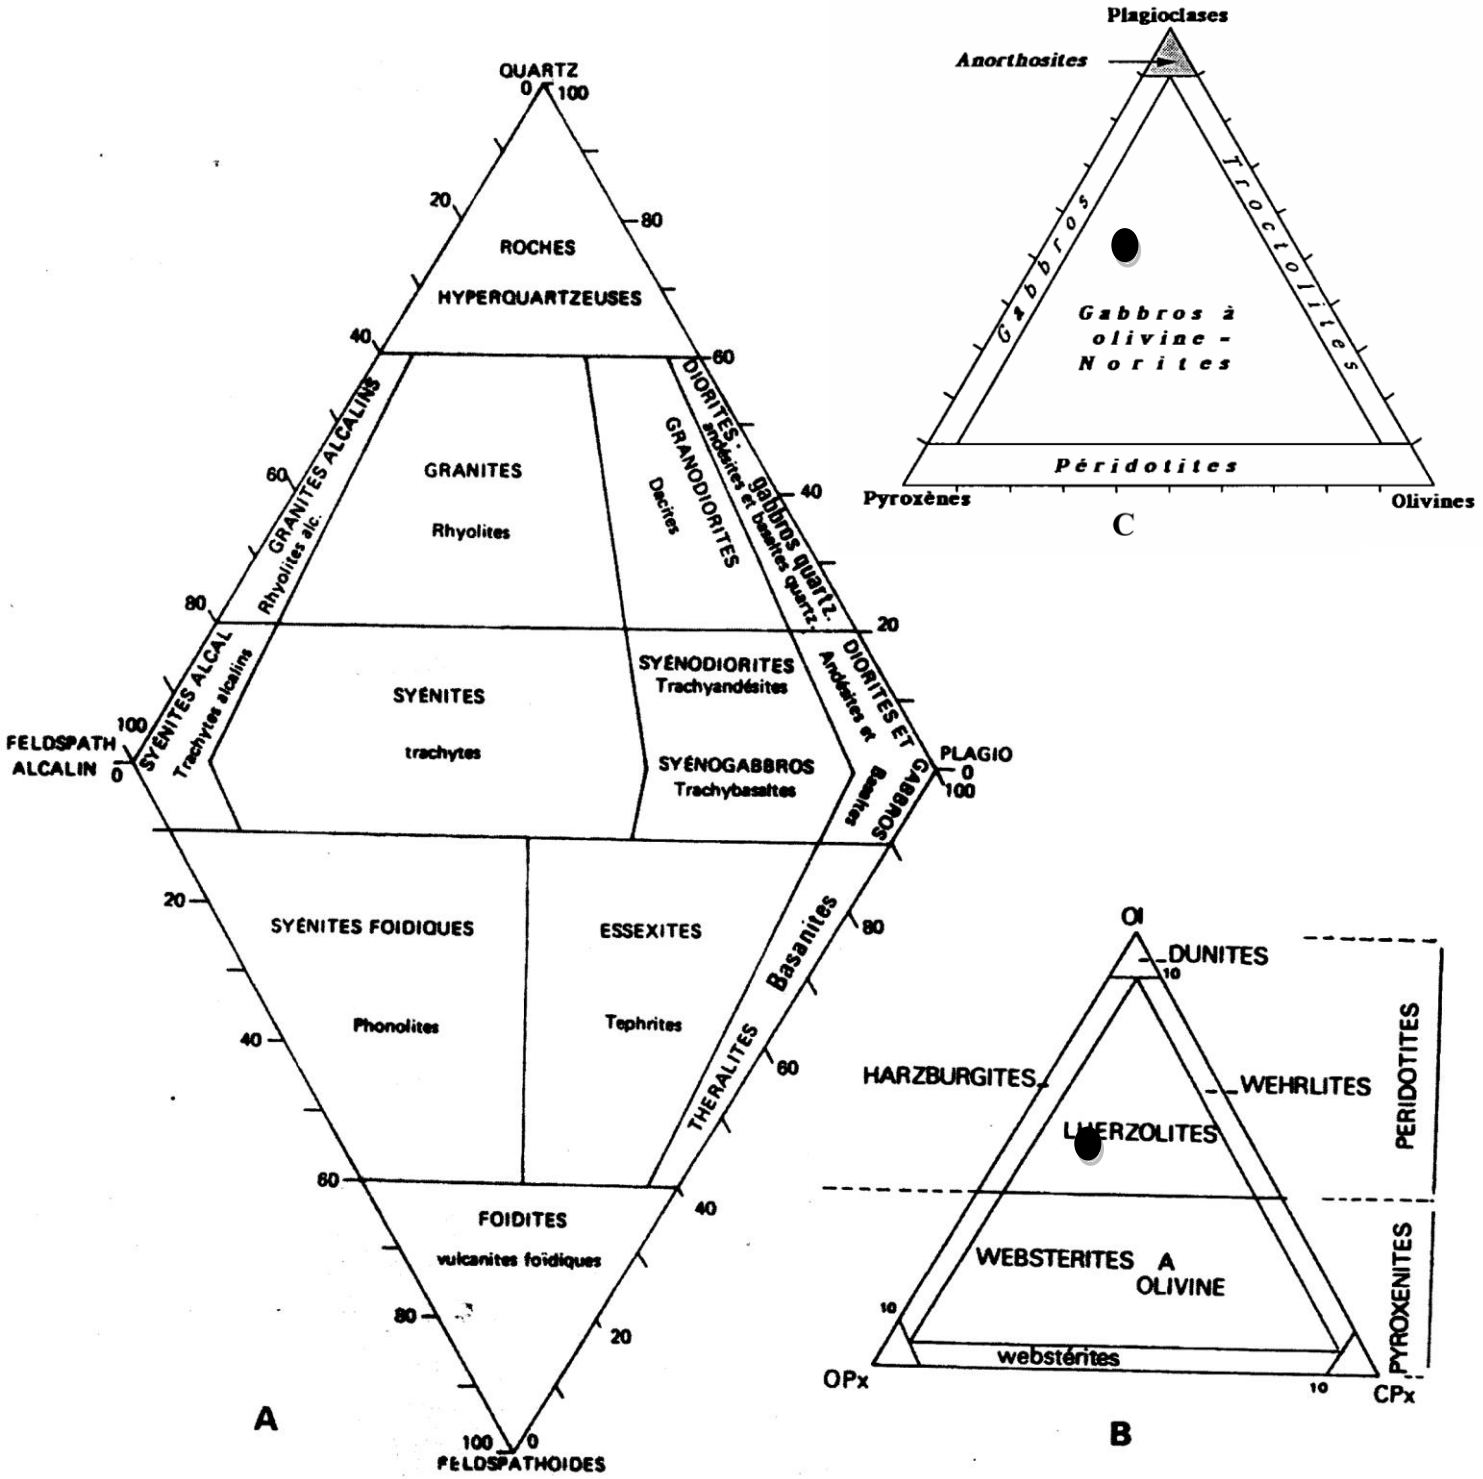 QUARTZ
0 100
20
80
ROCHES
HYPERQUARTZEUSES
40
60
GRANITES ALCALINS
Rhyolites alc.
GRANITES
Rhyolites
GRANODIORITES
Dacites
DIORITES - gabbros quartz.
andésites et basaltes quartz.
60
40
80
20
SYÉNITES ALCAL
Trachytes alcalins
SYÉNITES
trachytes
SYÉNODIORITES
Trachyandésites
SYÉNOGABBROS
Trachybasaltes
DIORITES ET GABBROS
Andésites et Basaltes
100
FELDSPATH
ALCALIN 0
PLAGIO
0
100
20
80
SYÉNITES FOIDIQUES
Phonolites
ESSEXITES
Tephrites
THERALITES Basanites
40
60
60
40
FOIDITES
vulcanites foïdiques
80
20
100 0
FELDSPATHOIDES
A
Plagioclases
Anorthosites
Gabbros
Troctolites
Gabbros à
olivine -
Norites
Péridotites
Pyroxènes
Olivines
C
Ol
DUNITES
10
HARZBURGITES
WEHRLITES
LHERZOLITES
PERIDOTITES
WEBSTERITES A
OLIVINE
PYROXENITES
10
webstérites
OPx
10
CPx
B